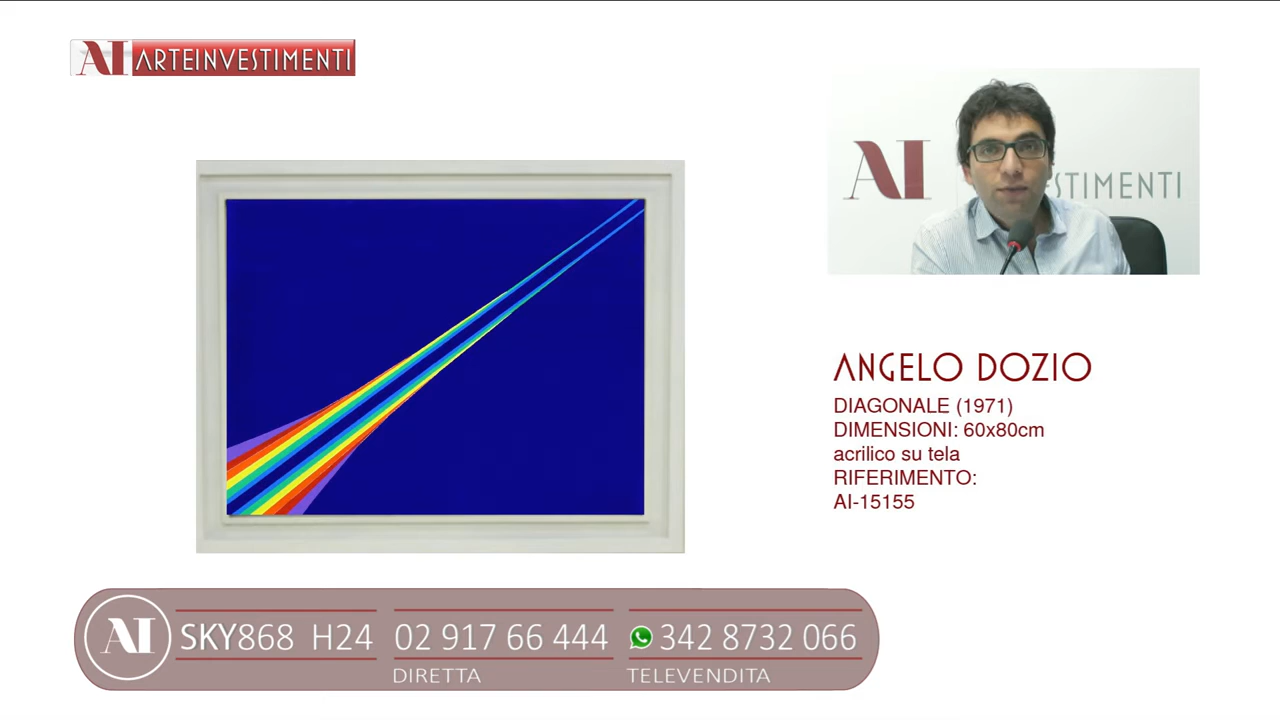 AI ARTEINVESTIMENTI
AI STIMENTI
ANGELO DOZIO
DIAGONALE (1971)
DIMENSIONI: 60x80cm
acrilico su tela
RIFERIMENTO:
AI-15155
AI SKY868 H24 02 917 66 444 342 8732 066
DIRETTA TELEVENDITA